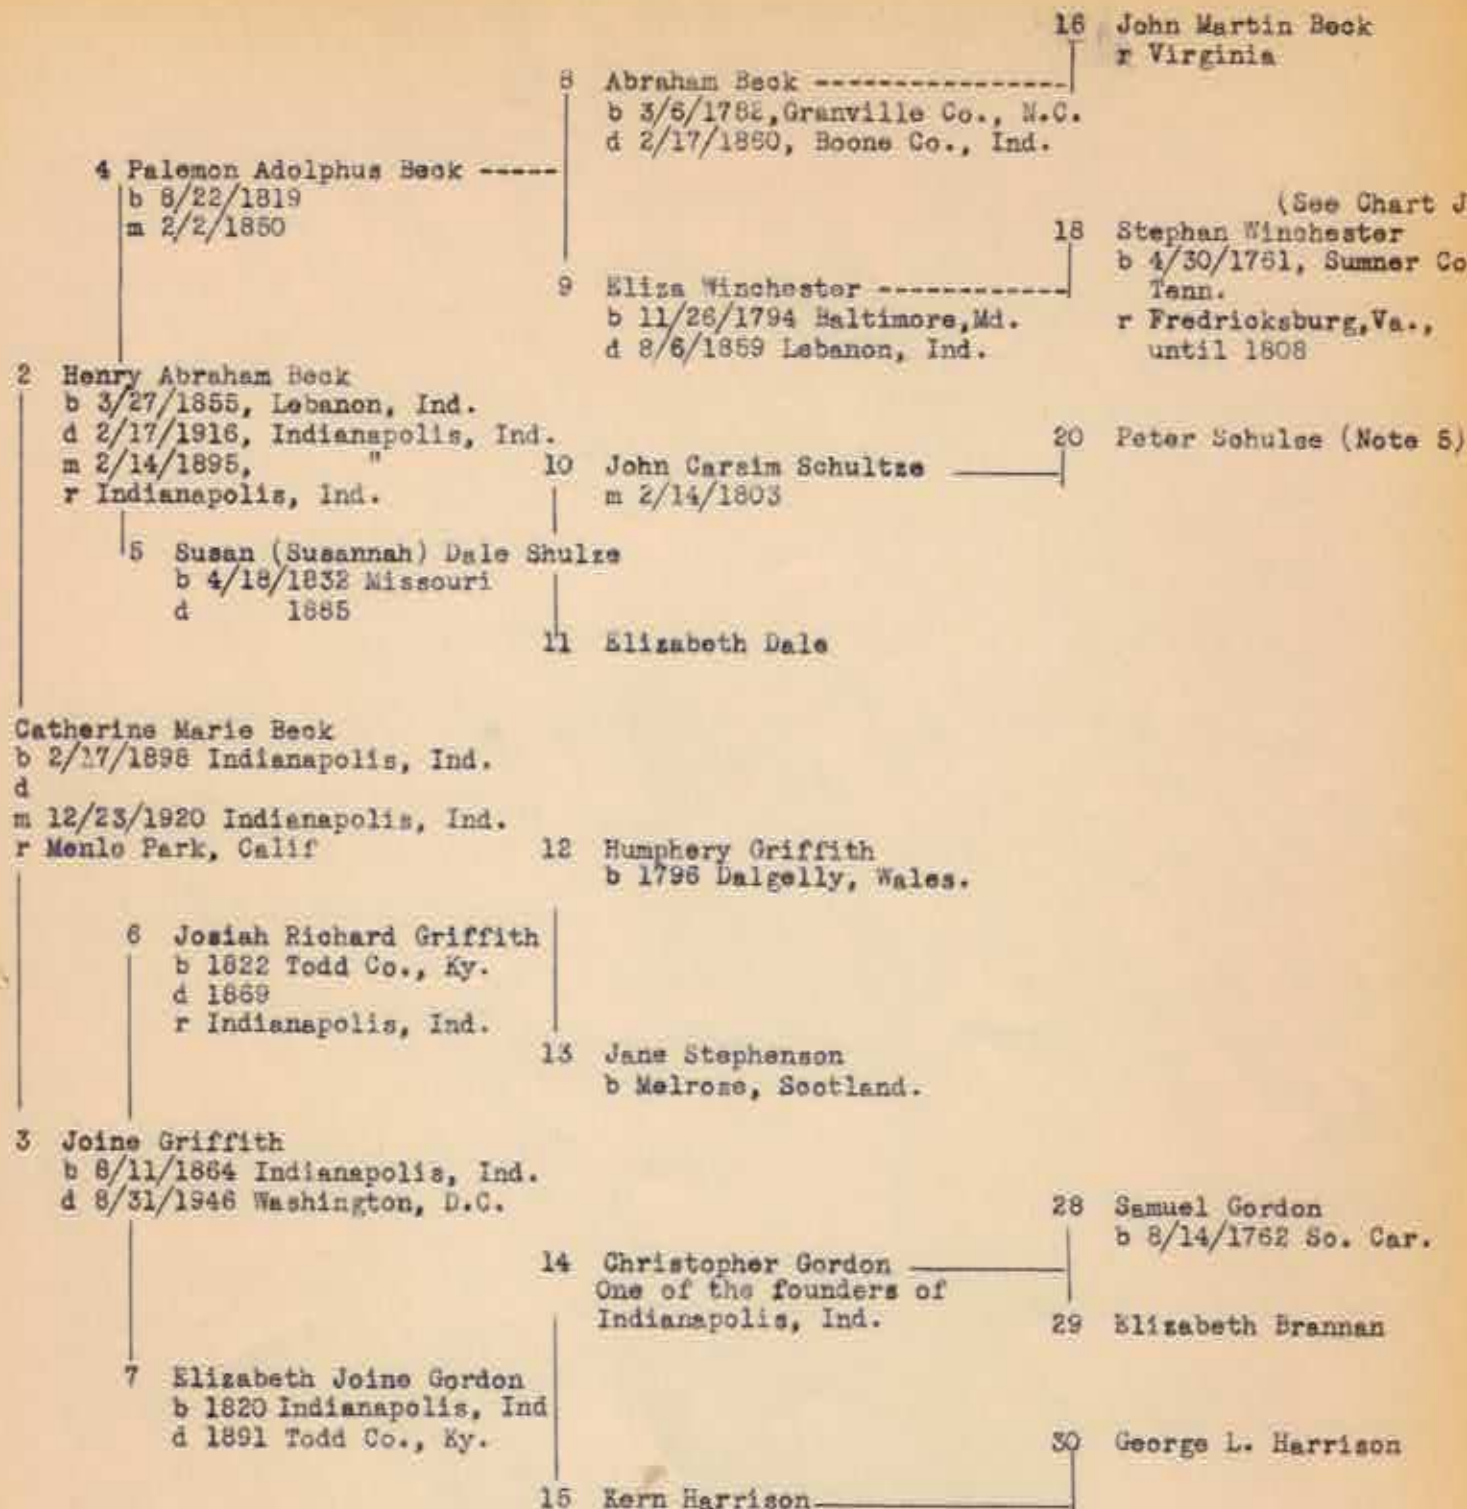 16 John Martin Beck
r Virginia
8 Abraham Beck
b 3/6/1782, Granville Co., N.C.
d 2/17/1860, Boone Co., Ind.
4 Palemon Adolphus Beck
b 8/22/1819
m 2/2/1850
(See Chart J
18 Stephan Winchester
b 4/30/1761, Sumner Co
Tenn.
r Fredricksburg, Va.,
until 1808
9 Eliza Winchester
b 11/26/1794 Baltimore, Md.
d 8/6/1859 Lebanon, Ind.
2 Henry Abraham Beck
b 3/27/1855, Lebanon, Ind.
d 2/17/1916, Indianapolis, Ind.
m 2/14/1895, "
r Indianapolis, Ind.
20 Peter Schulse (Note 5)
10 John Carsim Schultze
m 2/14/1803
5 Susan (Susannah) Dale Shulze
b 4/18/1832 Missouri
d 1885
11 Elizabeth Dale
Catherine Marie Beck
b 2/17/1898 Indianapolis, Ind.
d
m 12/23/1920 Indianapolis, Ind.
r Menlo Park, Calif
12 Humphery Griffith
b 1796 Dalgelly, Wales.
6 Josiah Richard Griffith
b 1822 Todd Co., Ky.
d 1869
r Indianapolis, Ind.
13 Jane Stephenson
b Melrose, Scotland.
3 Joine Griffith
b 8/11/1864 Indianapolis, Ind.
d 8/31/1946 Washington, D.C.
28 Samuel Gordon
b 8/14/1762 So. Car.
14 Christopher Gordon
One of the founders of
Indianapolis, Ind.
29 Elizabeth Brannan
7 Elizabeth Joine Gordon
b 1820 Indianapolis, Ind
d 1891 Todd Co., Ky.
30 George L. Harrison
15 Kern Harrison